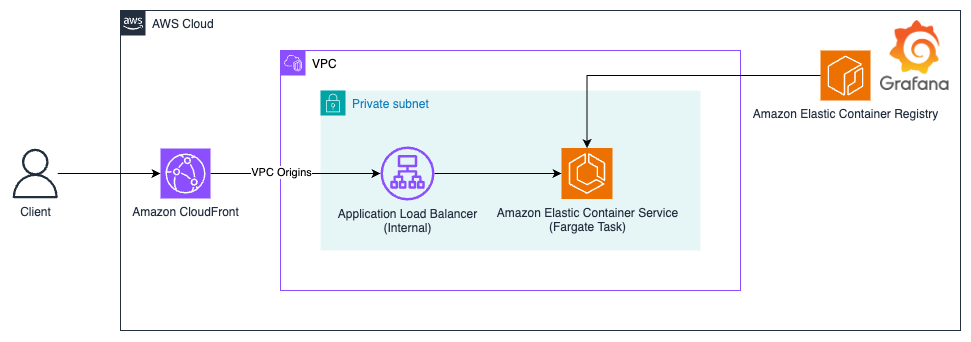 aws
AWS Cloud
VPC
Grafana
Private subnet
Amazon Elastic Container Registry
VPC Origins
Client
Amazon CloudFront
Application Load Balancer
(Internal)
Amazon Elastic Container Service
(Fargate Task)